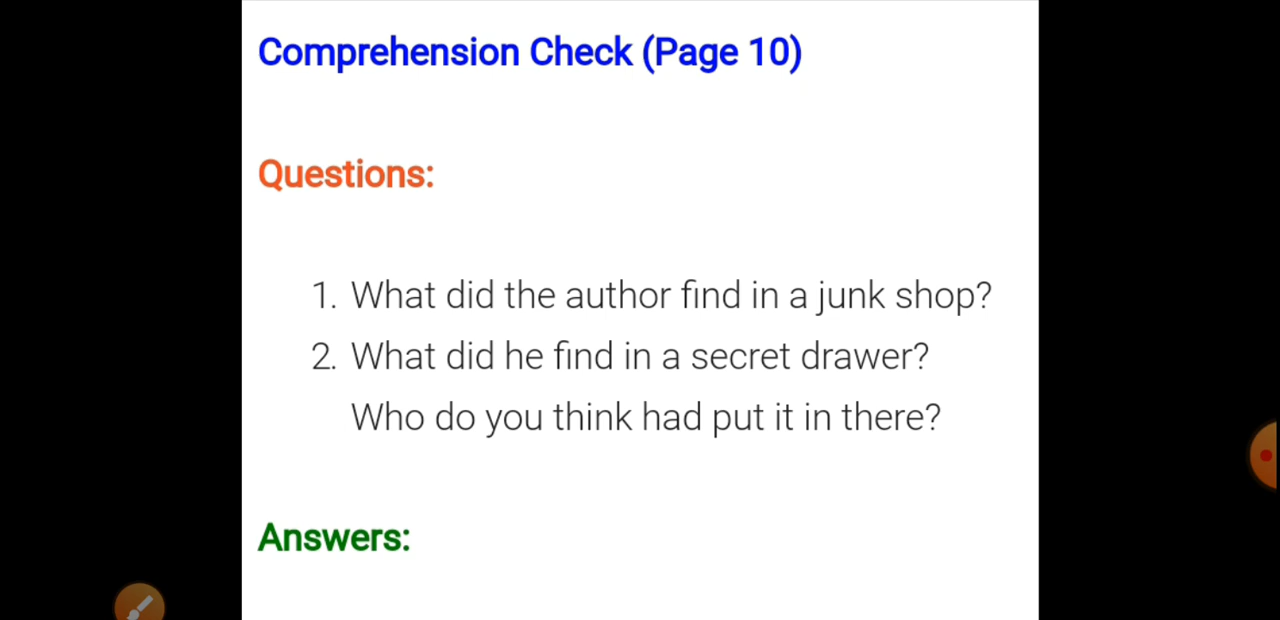 Comprehension Check (Page 10)
Questions:
1. What did the author find in a junk shop?
2. What did he find in a secret drawer?
Who do you think had put it in there?
Answers: